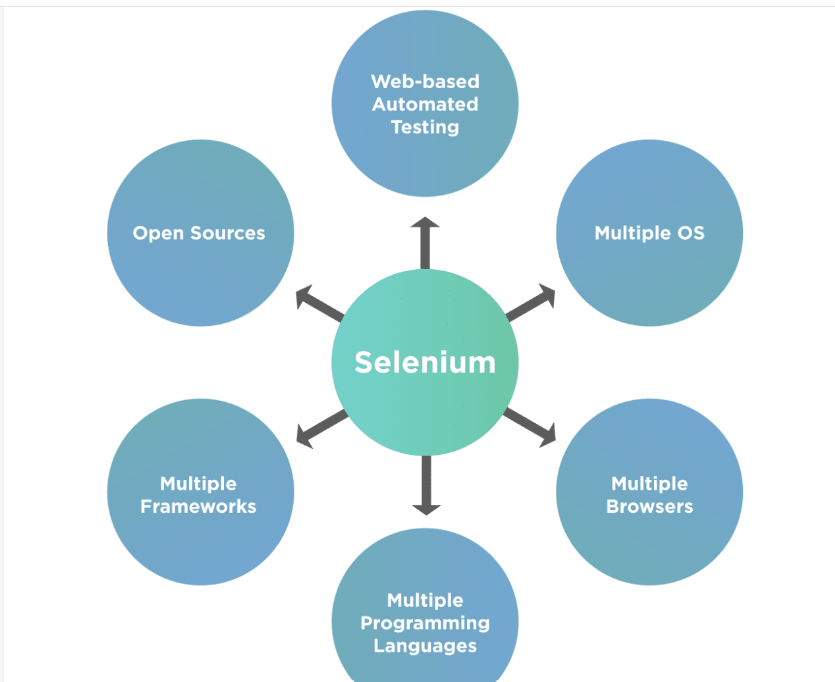 Web-based
Automated
Testing
Open Sources
Multiple OS
Selenium
Multiple
Frameworks
Multiple
Browsers
Multiple
Programming
Languages